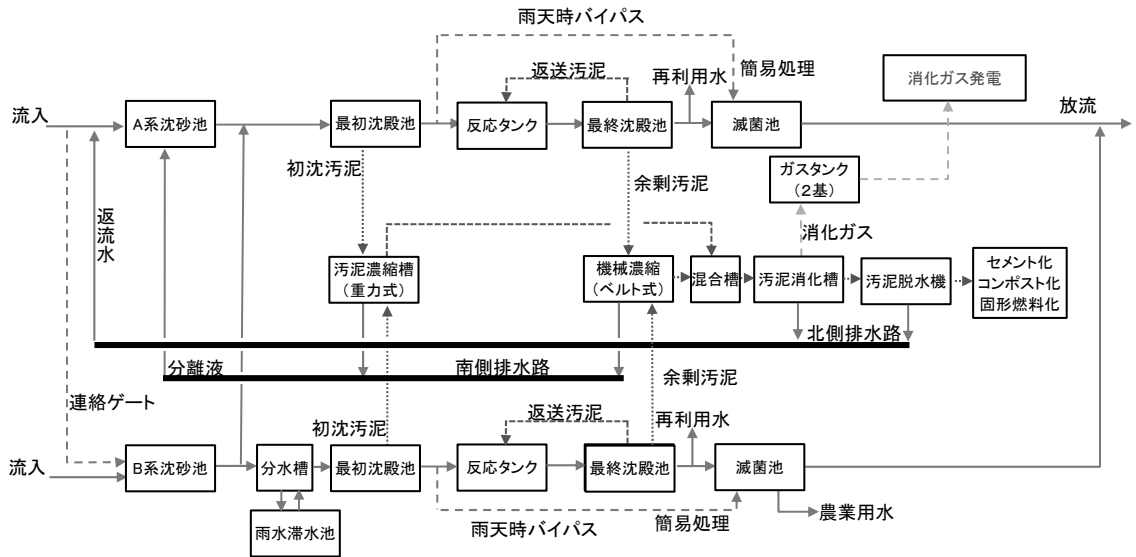 雨天時バイパス
返送汚泥
再利用水
簡易処理
消化ガス発電
流入
A系沈砂池
最初沈殿池
反応タンク
最終沈殿池
滅菌池
放流
初沈汚泥
余剰汚泥
ガスタンク
(2基)
返流水
消化ガス
汚泥濃縮槽
(重力式)
機械濃縮
(ベルト式)
混合槽
汚泥消化槽
汚泥脱水機
セメント化
コンポスト化
固形燃料化
北側排水路
分離液
南側排水路
余剰汚泥
連絡ゲート
初沈汚泥
返送汚泥
再利用水
流入
B系沈砂池
分水槽
最初沈殿池
反応タンク
最終沈殿池
滅菌池
雨水滞水池
雨天時バイパス
簡易処理
農業用水